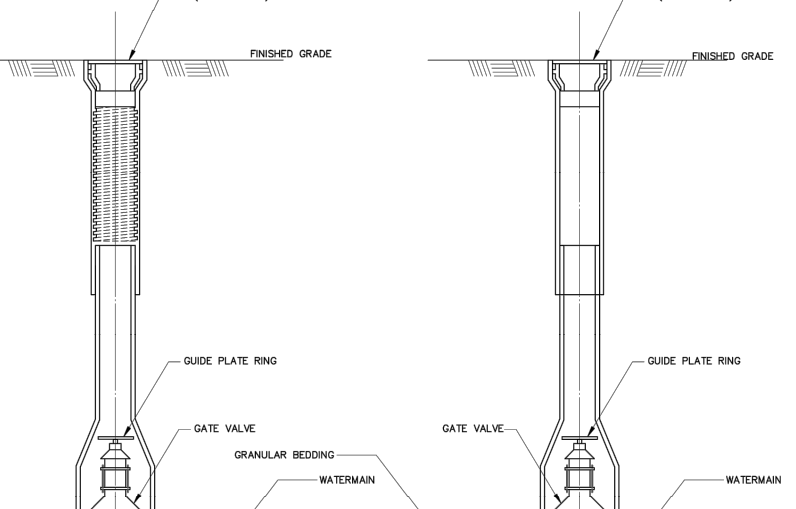 FINISHED GRADE
FINISHED GRADE
GUIDE PLATE RING
GUIDE PLATE RING
GATE VALVE
GATE VALVE
GRANULAR BEDDING
WATERMAIN
WATERMAIN